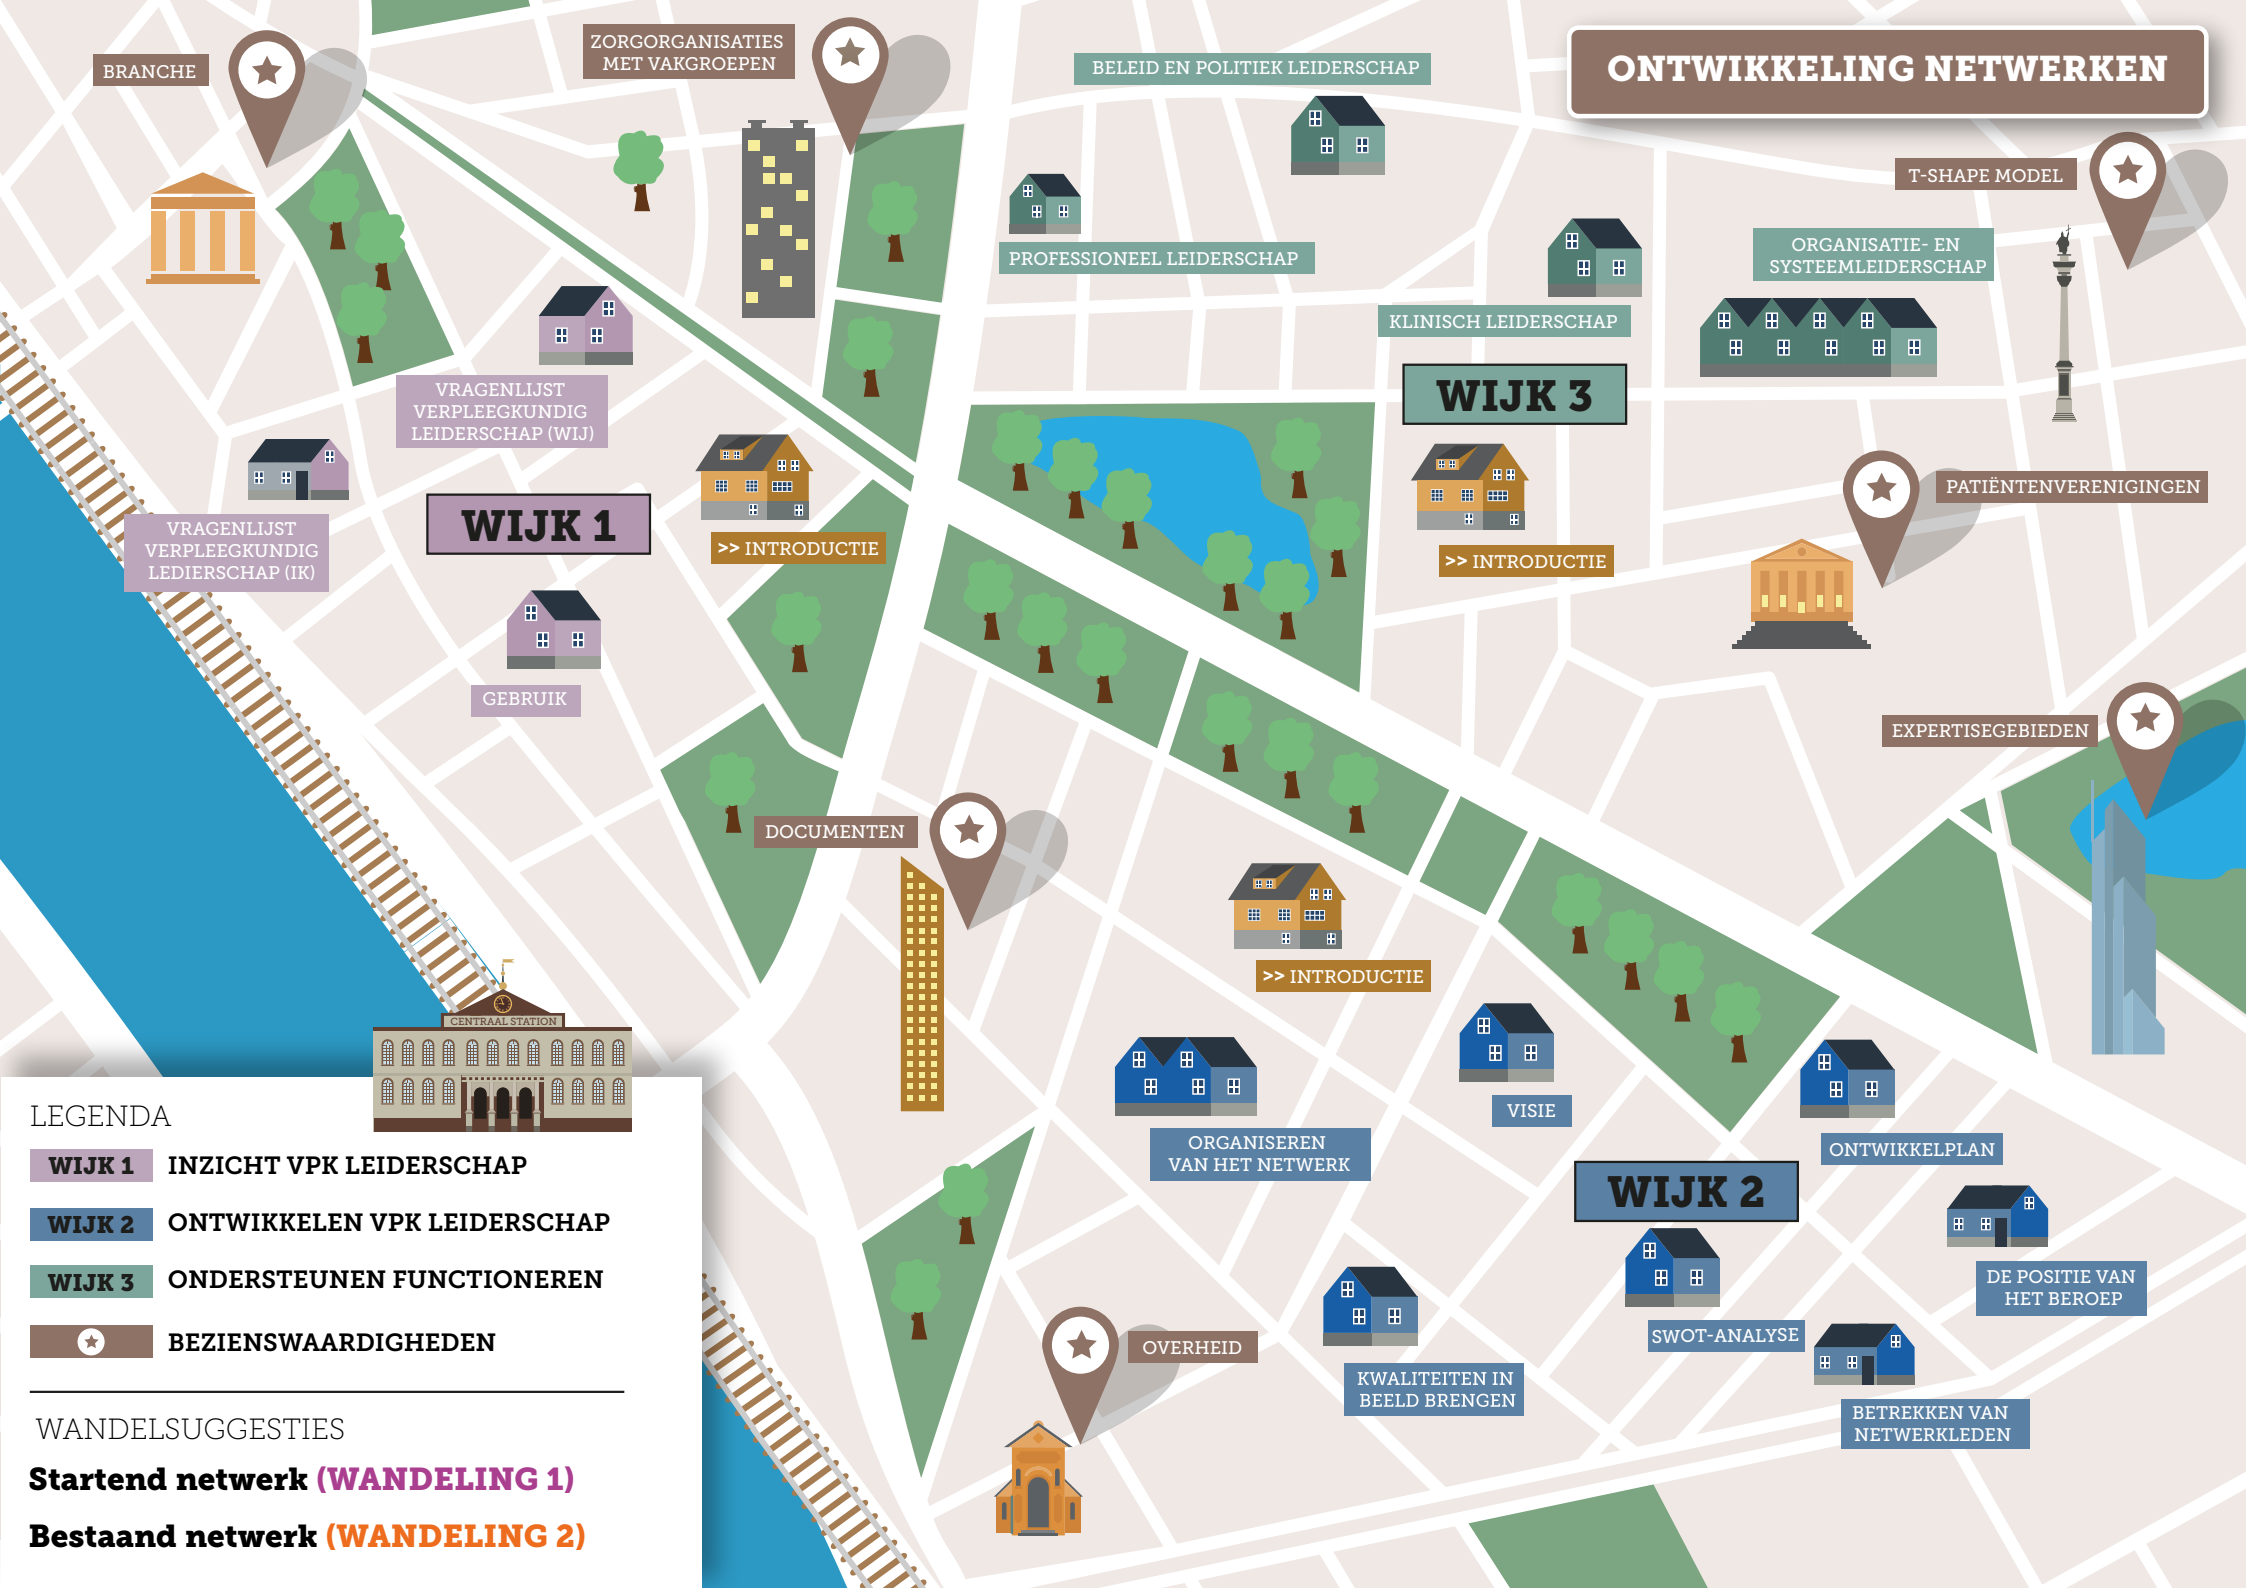 ONTWIKKELING NETWERKEN
BRANCHE
ZORGORGANISATIES
MET VAKGROEPEN
BELEID EN POLITIEK LEIDERSCHAP
T-SHAPE MODEL
PROFESSIONEEL LEIDERSCHAP
ORGANISATIE- EN
SYSTEEMLEIDERSCHAP
KLINISCH LEIDERSCHAP
VRAGENLIJST
VERPLEEGKUNDIG
LEIDERSCHAP (WIJ)
WIJK 3
PATIËNTENVERENIGINGEN
VRAGENLIJST
VERPLEEGKUNDIG
LEDIERSCHAP (IK)
WIJK 1
>> INTRODUCTIE
>> INTRODUCTIE
GEBRUIK
EXPERTISEGEBIEDEN
DOCUMENTEN
>> INTRODUCTIE
CENTRAAL STATION
VISIE
ORGANISEREN
VAN HET NETWERK
ONTWIKKELPLAN
WIJK 2
DE POSITIE VAN
HET BEROEP
SWOT-ANALYSE
OVERHEID
KWALITEITEN IN
BEELD BRENGEN
BETREKKEN VAN
NETWERKLEDEN
LEGENDA
WIJK 1 INZICHT VPK LEIDERSCHAP
WIJK 2 ONTWIKKELEN VPK LEIDERSCHAP
WIJK 3 ONDERSTEUNEN FUNCTIONEREN
BEZIENSWAARDIGHEDEN
WANDELSUGGESTIES
Startend netwerk (WANDELING 1)
Bestaand netwerk (WANDELING 2)